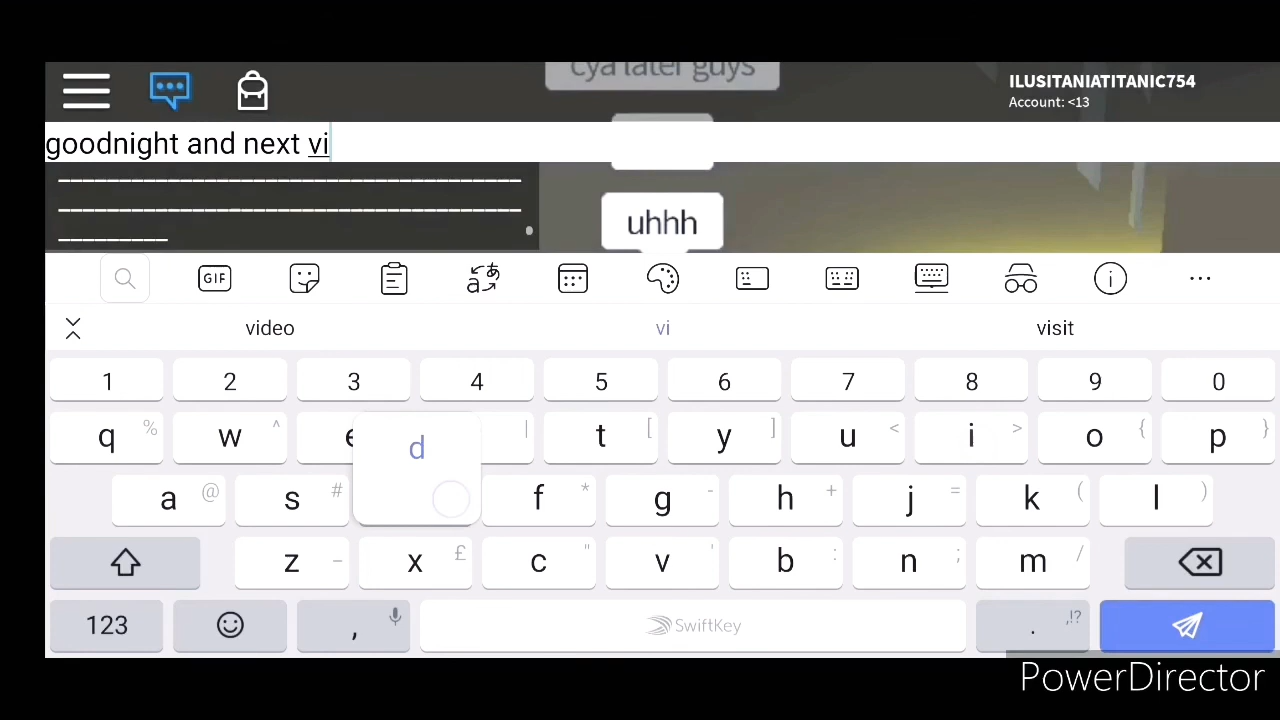 cya later guys
ILUSITANIATITANIC754
Account: <13
goodnight and next vi
uhhh
GIF
video vi visit
1 2 3 4 5 6 7 8 9 0
q % w ^ e | t [ y ] u < i > o { p }
d
a @ s # f * g - h + j = k ( l )
z _ x £ c " v ' b : n ; m /
123 , SwiftKey . ,!?
PowerDirector